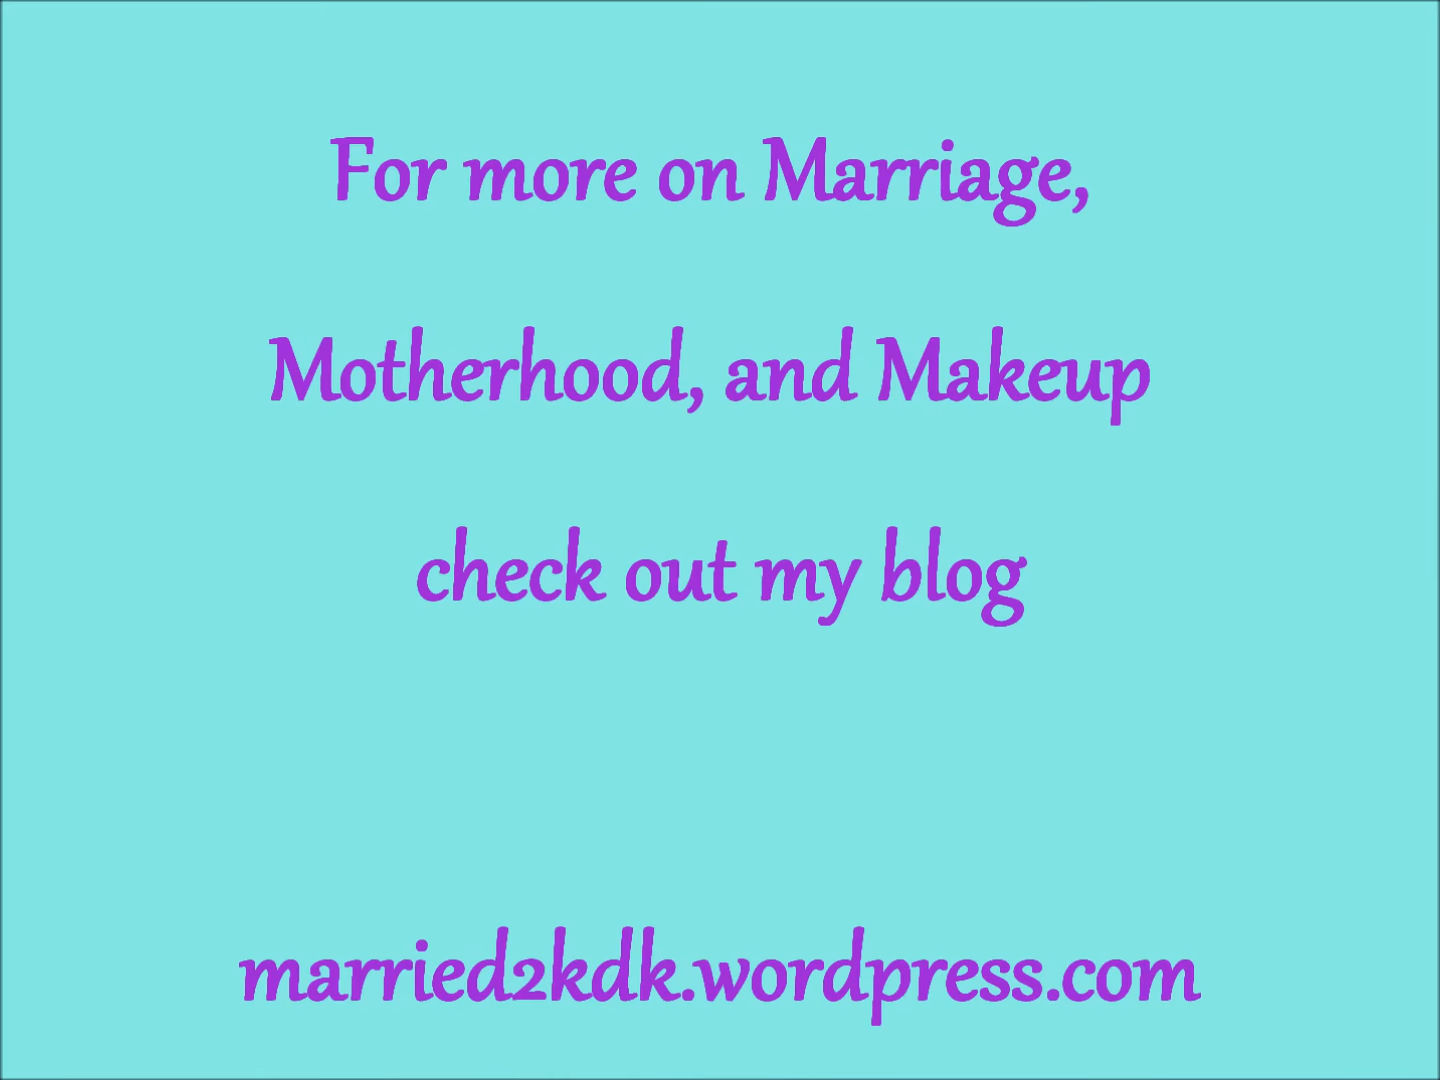 For more on Marriage,
Motherhood, and Makeup
check out my blog
married2kdk.wordpress.com